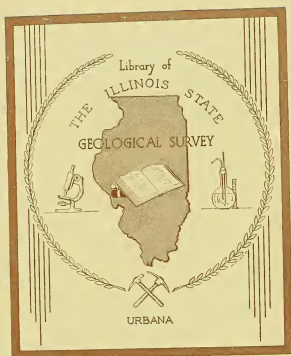 Library of
THE ILLINOIS STATE
GEOLOGICAL SURVEY
URBANA